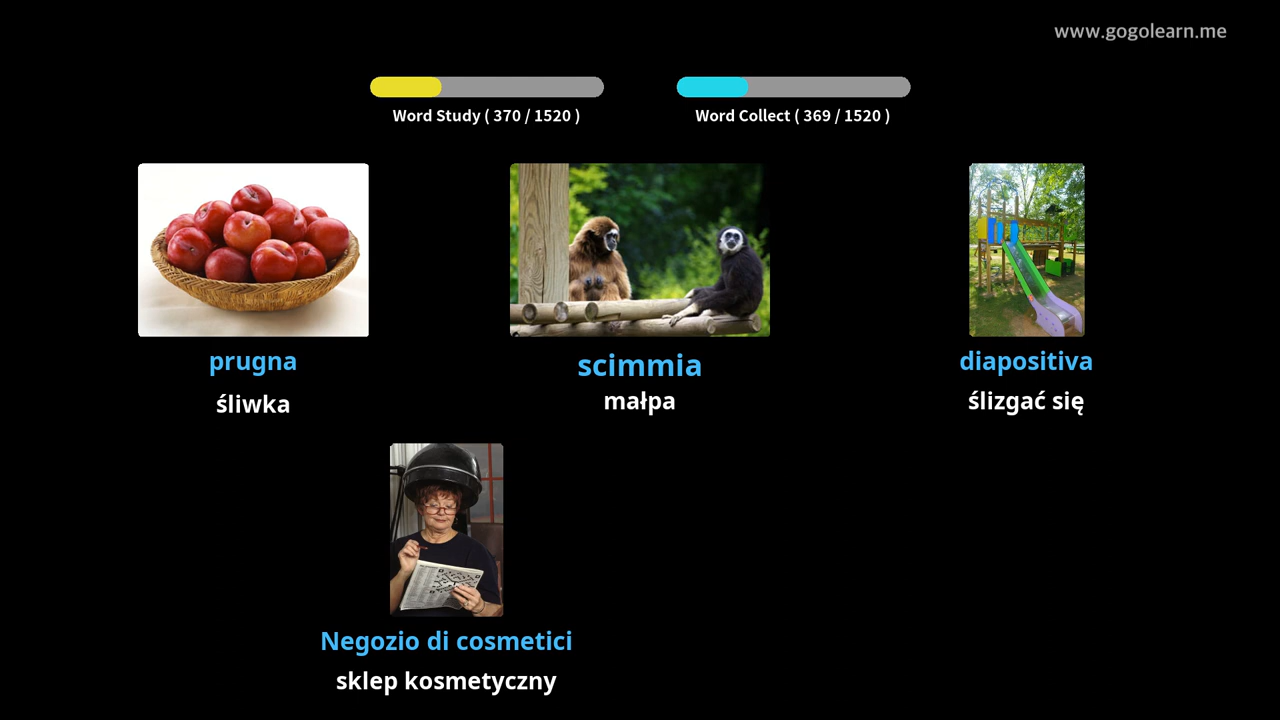 www.gogolearn.me
Word Study ( 370 / 1520 )
Word Collect ( 369 / 1520 )
prugna
śliwka
scimmia
małpa
diapositiva
ślizgać się
Negozio di cosmetici
sklep kosmetyczny